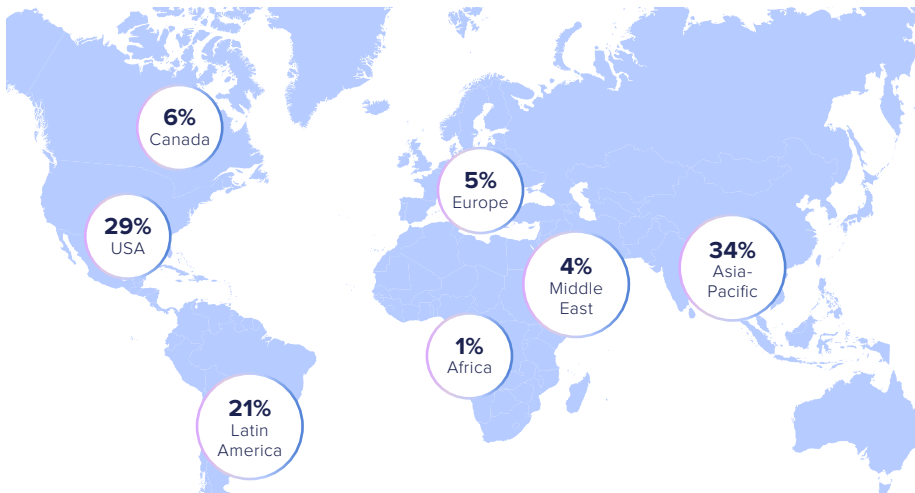 6%
Canada
5%
Europe
29%
USA
4%
Middle
East
34%
Asia-
Pacific
1%
Africa
21%
Latin
America